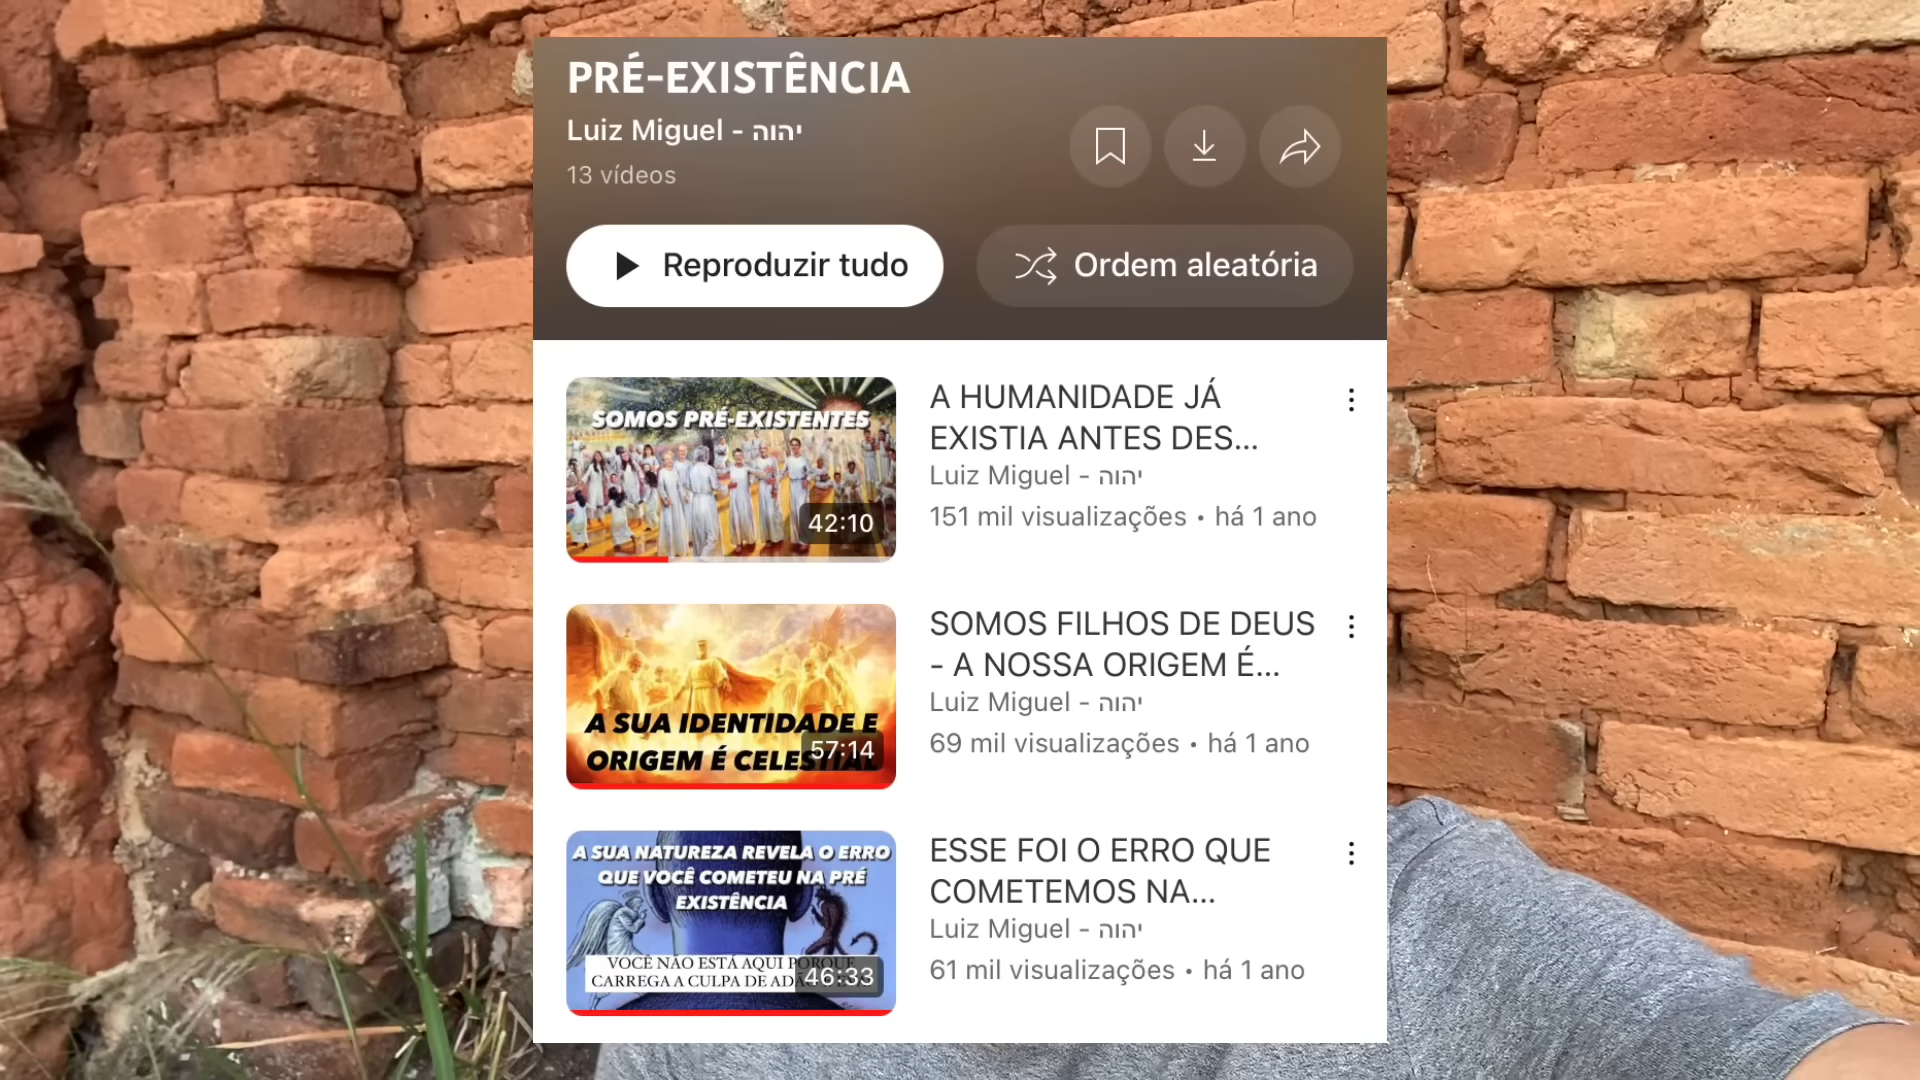 PRÉ-EXISTÊNCIA
Luiz Miguel - יהוה
13 vídeos
Reproduzir tudo
Ordem aleatória
SOMOS PRÉ-EXISTENTES
42:10
A HUMANIDADE JÁ
EXISTIA ANTES DES...
Luiz Miguel - יהוה
151 mil visualizações • há 1 ano
A SUA IDENTIDADE E
ORIGEM É CELESTIAL
57:14
SOMOS FILHOS DE DEUS
- A NOSSA ORIGEM É...
Luiz Miguel - יהוה
69 mil visualizações • há 1 ano
A SUA NATUREZA REVELA O ERRO
QUE VOCÊ COMETEU NA PRÉ
EXISTÊNCIA
VOCÊ NÃO ESTÁ AQUI PORQUE
CARREGA A CULPA DE
46:33
ESSE FOI O ERRO QUE
COMETEMOS NA...
Luiz Miguel - יהוה
61 mil visualizações • há 1 ano